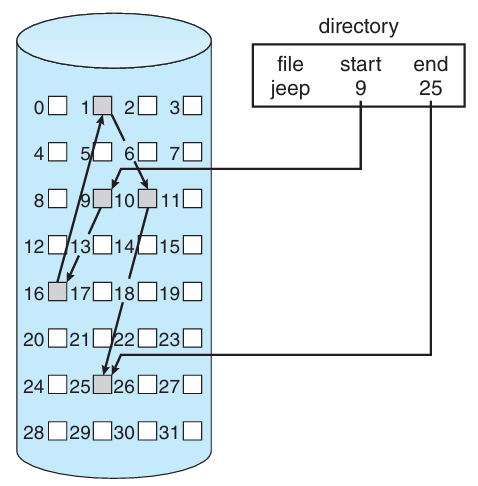 directory
file start end
jeep 9 25
0 1 2 3
4 5 6 7
8 9 10 11
12 13 14 15
16 17 18 19
20 21 22 23
24 25 26 27
28 29 30 31